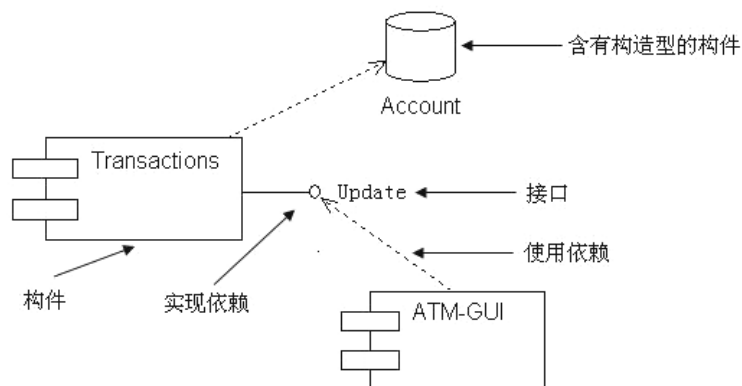 含有构造型的构件
Account
Transactions
Update
接口
使用依赖
构件
实现依赖
ATM-GUI